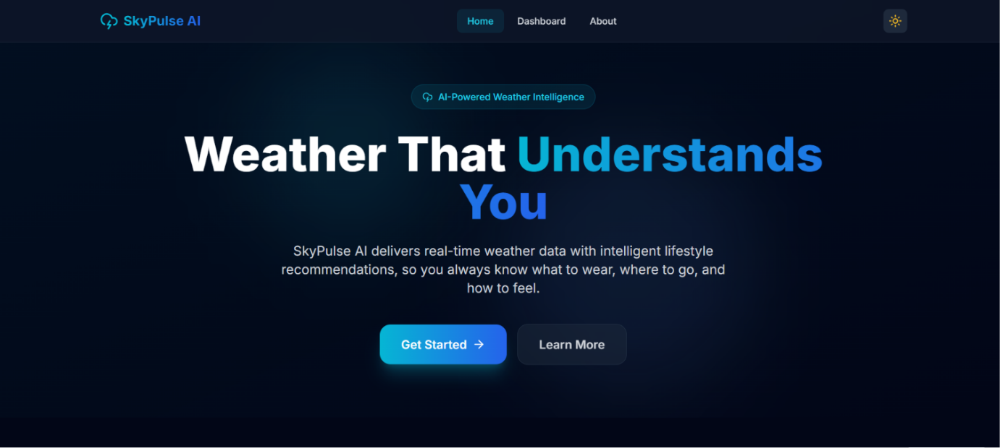 SkyPulse AI
Home
Dashboard
About
AI-Powered Weather Intelligence
Weather That Understands
You
SkyPulse AI delivers real-time weather data with intelligent lifestyle
recommendations, so you always know what to wear, where to go, and
how to feel.
Get Started →
Learn More